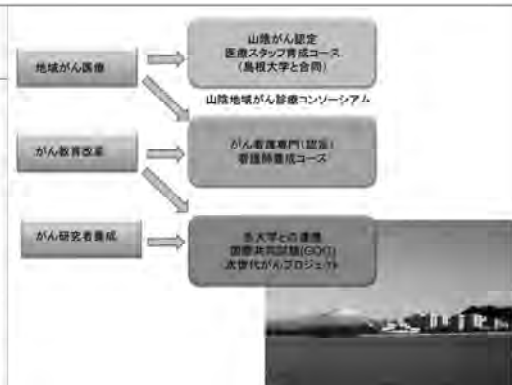 地域がん医療
山陰がん認定
医療スタッフ育成コース
(島根大学と合同)
山陰地域がん診療コンソーシアム
がん教育改革
がん看護専門(認定)
看護師養成コース
がん研究者養成
多大学との連携
国際共同試験(GOG)
次世代がんプロジェクト